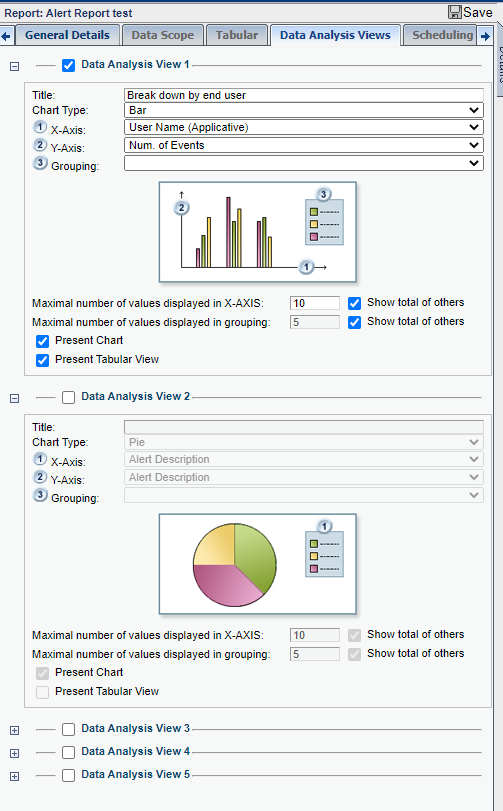 Report: Alert Report test Save
General Details Data Scope Tabular Data Analysis Views Scheduling
Details
Data Analysis View 1
Title: Break down by end user
Chart Type: Bar
1 X-Axis: User Name (Applicative)
2 Y-Axis: Num. of Events
3 Grouping:
3
2
1
Maximal number of values displayed in X-AXIS: 10 Show total of others
Maximal number of values displayed in grouping: 5 Show total of others
Present Chart
Present Tabular View
Data Analysis View 2
Title:
Chart Type: Pie
1 X-Axis: Alert Description
2 Y-Axis: Alert Description
3 Grouping:
1
Maximal number of values displayed in X-AXIS: 10 Show total of others
Maximal number of values displayed in grouping: 5 Show total of others
Present Chart
Present Tabular View
Data Analysis View 3
Data Analysis View 4
Data Analysis View 5